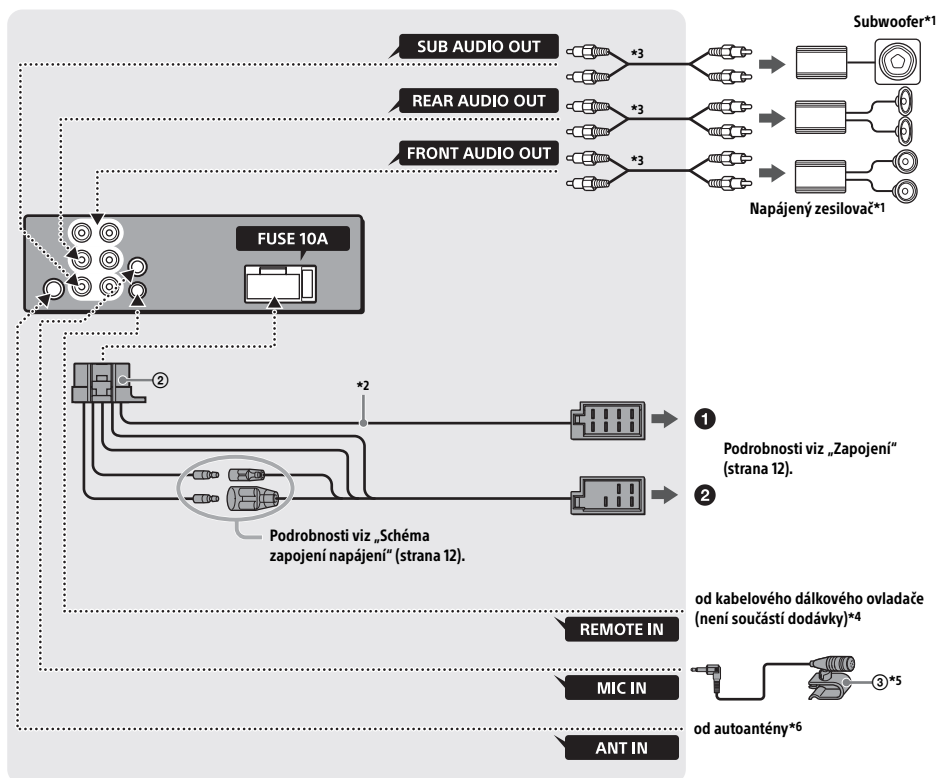 Subwoofer*1
SUB AUDIO OUT
*3
REAR AUDIO OUT
*3
FRONT AUDIO OUT
*3
Napájený zesilovač*1
FUSE 10A
②
*2
❶
Podrobnosti viz „Zapojení“
(strana 12).
❷
Podrobnosti viz „Schéma
zapojení napájení“ (strana 12).
od kabelového dálkového ovladače
(není součástí dodávky)*4
REMOTE IN
③*5
MIC IN
od autoantény*6
ANT IN